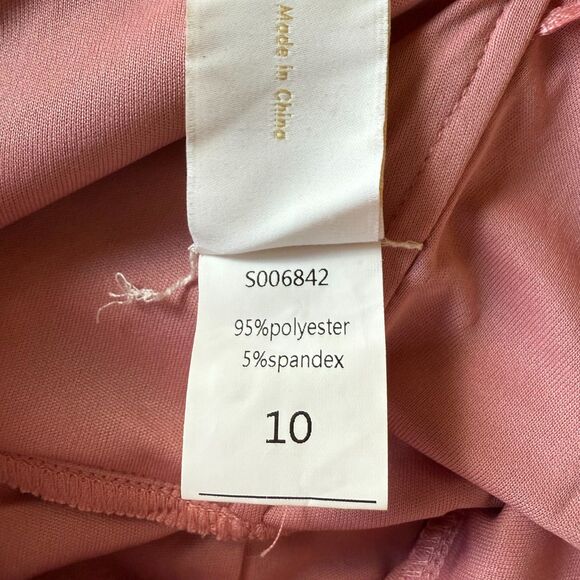 Made in China
S006842
95%polyester
5%spandex
10